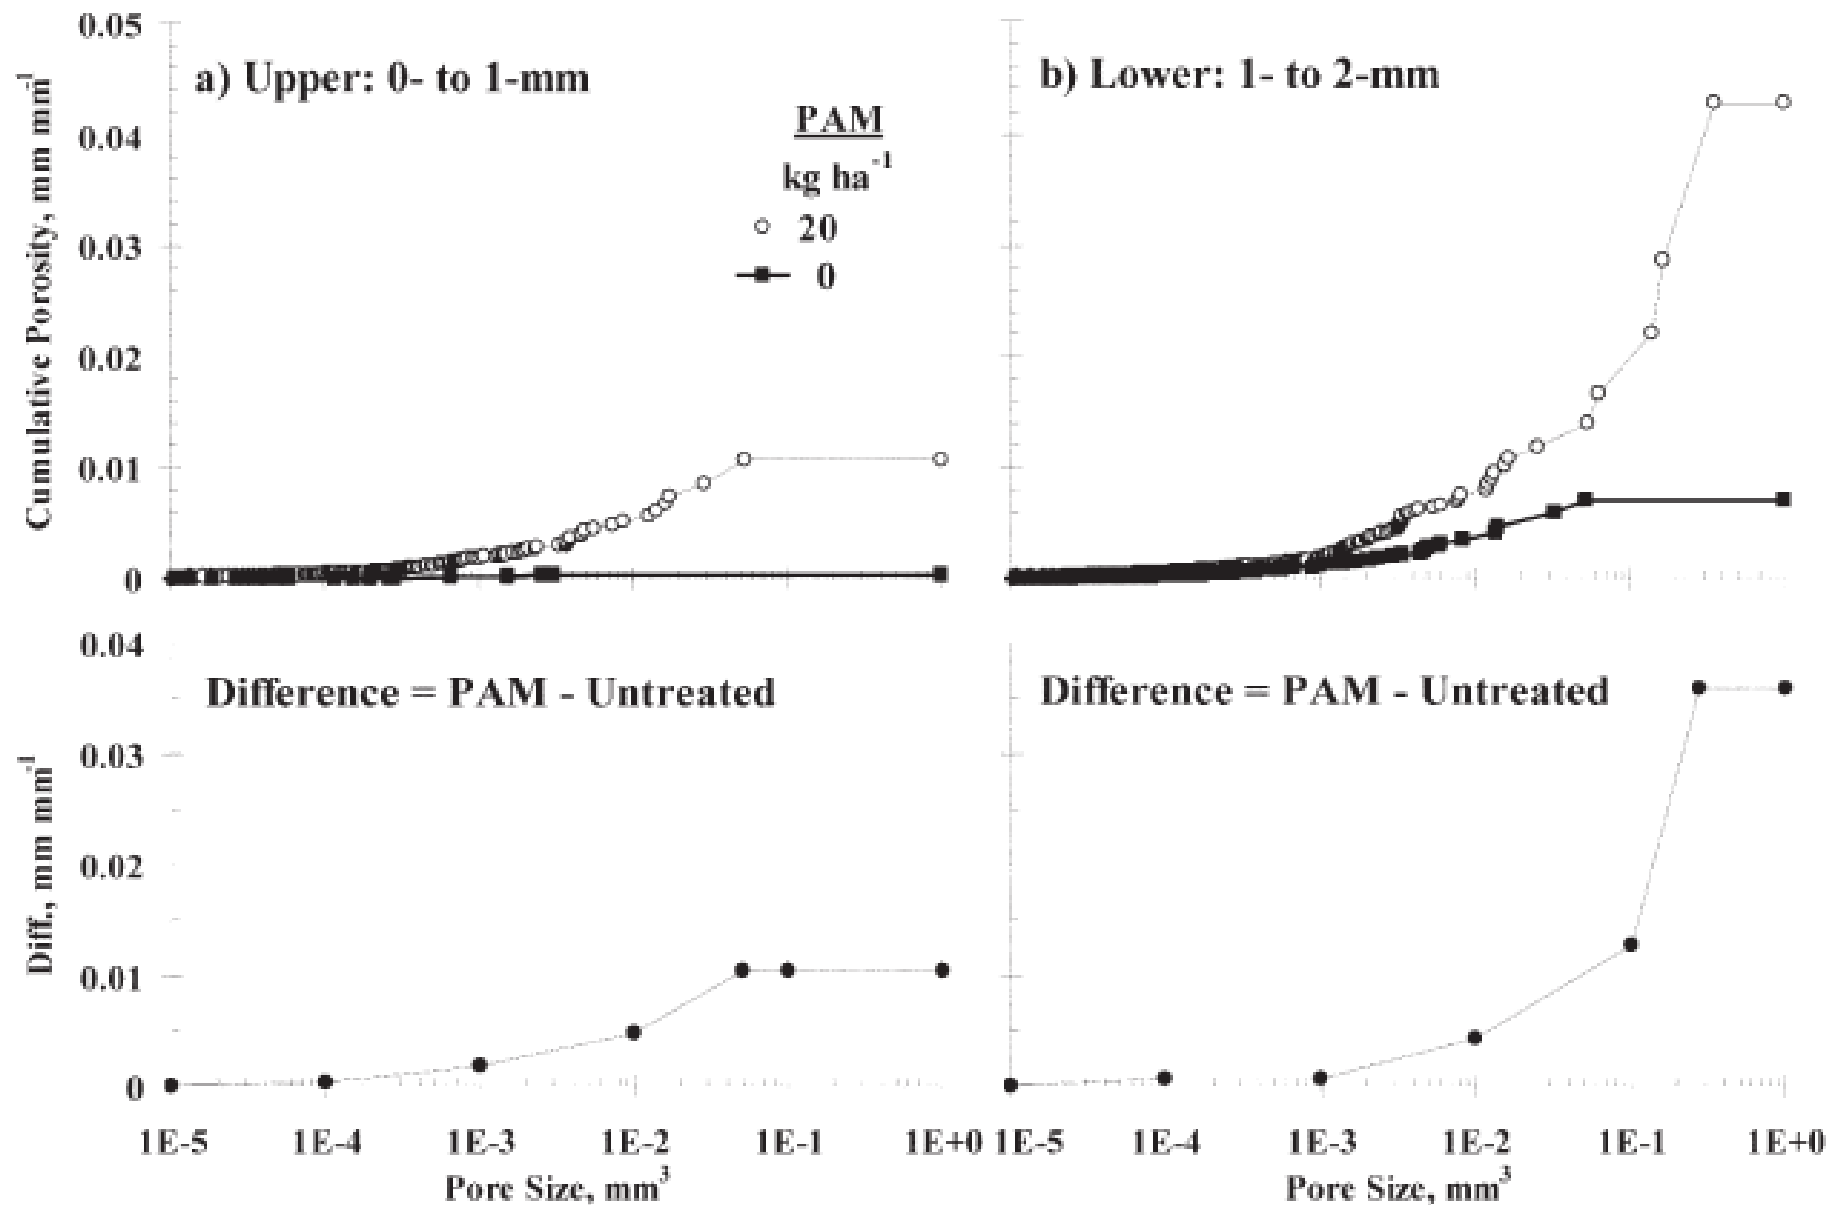 a) Upper: 0- to 1-mm
PAM
kg ha-1
20
0
Cumulative Porosity, mm mm-1
0.05
0.04
0.03
0.02
0.01
0
b) Lower: 1- to 2-mm
Difference = PAM - Untreated
Diff., mm mm-1
0.04
0.03
0.02
0.01
0
1E-5 1E-4 1E-3 1E-2 1E-1 1E+0
Pore Size, mm3
Difference = PAM - Untreated
1E-5 1E-4 1E-3 1E-2 1E-1 1E+0
Pore Size, mm3